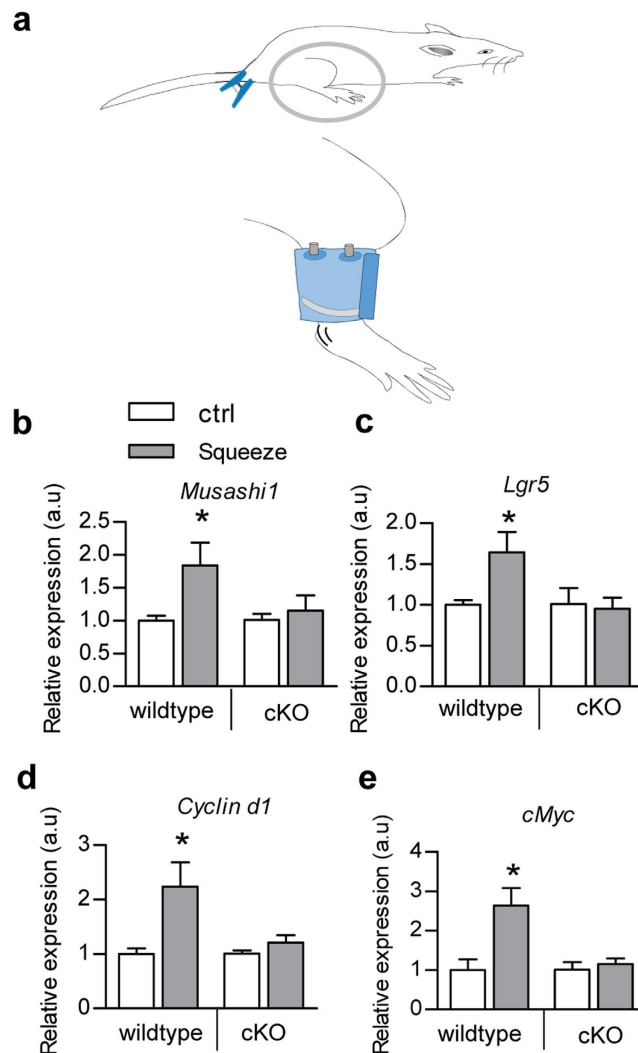 a
b
ctrl
Squeeze
c
Musashi1
Relative expression (a.u)
2.5
2.0
1.5
1.0
0.5
0.0
*
wildtype
cKO
Lgr5
Relative expression (a.u)
2.0
1.5
1.0
0.5
0.0
*
wildtype
cKO
d
Cyclin d1
Relative expression (a.u)
3
2
1
0
*
wildtype
cKO
e
cMyc
Relative expression (a.u)
4
3
2
1
0
*
wildtype
cKO